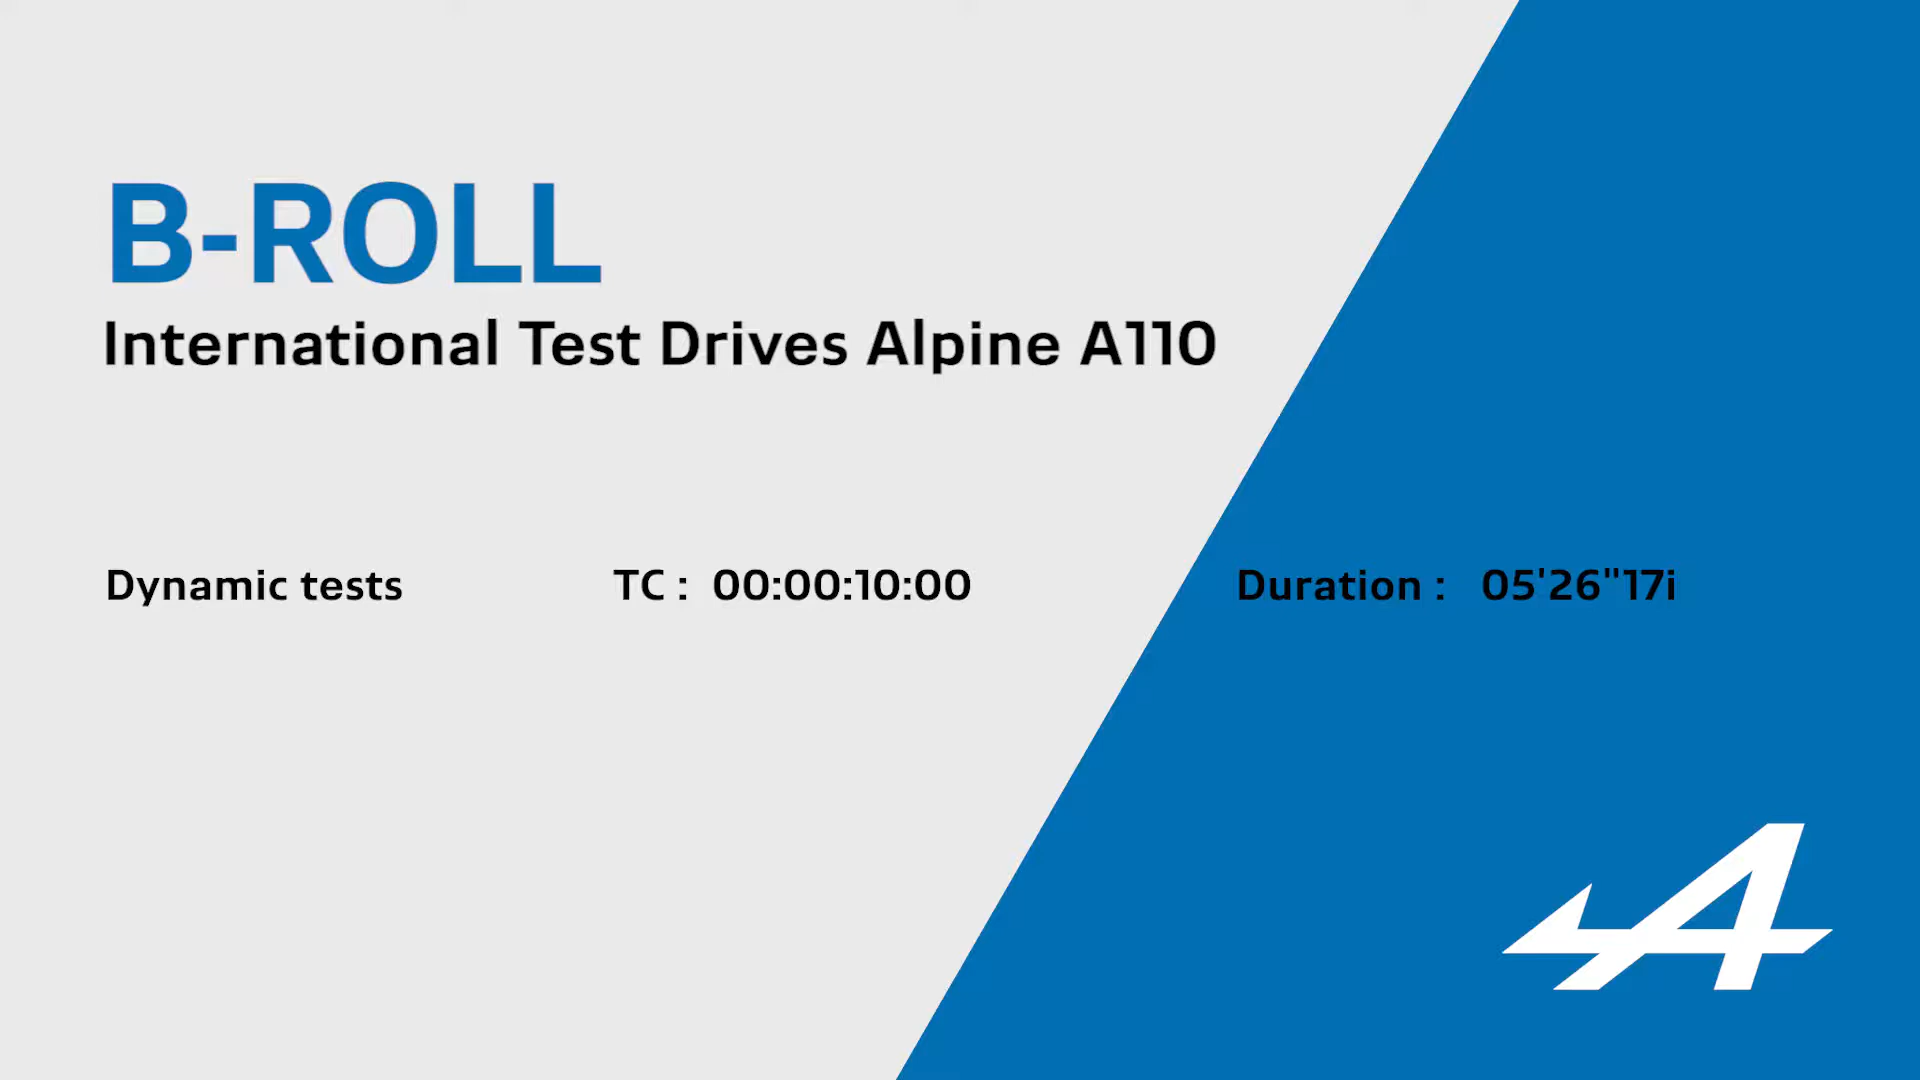 B-ROLL
International Test Drives Alpine A110
Dynamic tests TC : 00:00:10:00 Duration : 05'26"17i